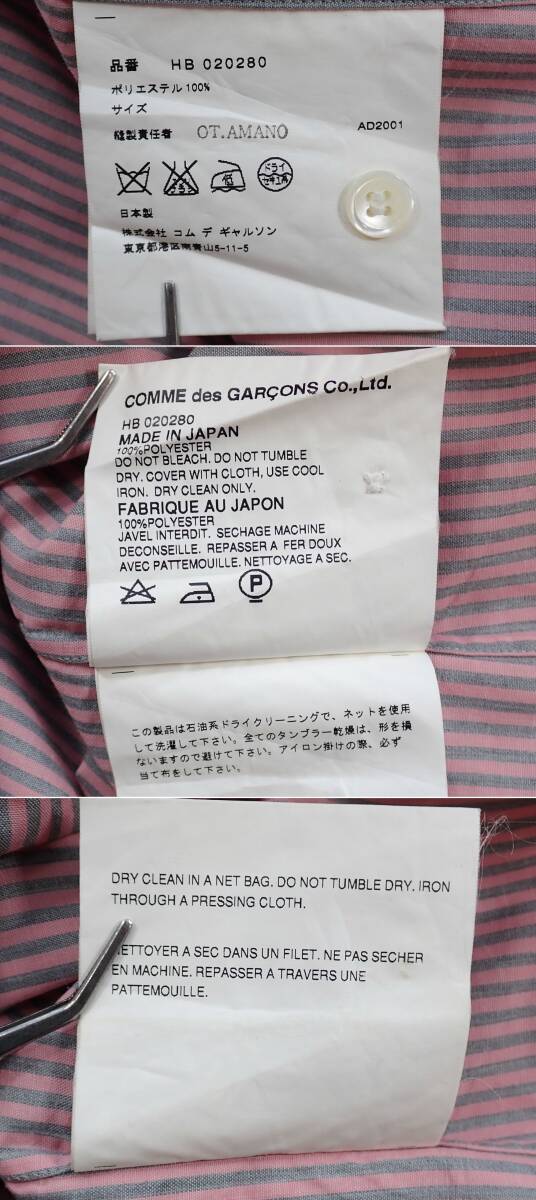 品番 HB 020280
ポリエステル100%
サイズ
縫製責任者 OT.AMANO
AD2001
低
ドライ
セキユ系
日本製
株式会社 コム デ ギャルソン
東京都港区南青山5-11-5
COMME des GARÇONS Co.,Ltd.
HB 020280
MADE IN JAPAN
100%POLYESTER
DO NOT BLEACH. DO NOT TUMBLE
DRY. COVER WITH CLOTH, USE COOL
IRON. DRY CLEAN ONLY.
FABRIQUE AU JAPON
100%POLYESTER
JAVEL INTERDIT. SECHAGE MACHINE
DECONSEILLE. REPASSER A FER DOUX
AVEC PATTEMOUILLE. NETTOYAGE A SEC.
P
この製品は石油系ドライクリーニングで、ネットを使用
して洗濯して下さい。全てのタンブラー乾燥は、形を損
ないますので避けて下さい。アイロン掛けの際、必ず
当て布をして下さい。
DRY CLEAN IN A NET BAG. DO NOT TUMBLE DRY. IRON
THROUGH A PRESSING CLOTH.
NETTOYER A SEC DANS UN FILET. NE PAS SECHER
EN MACHINE. REPASSER A TRAVERS UNE
PATTEMOUILLE.